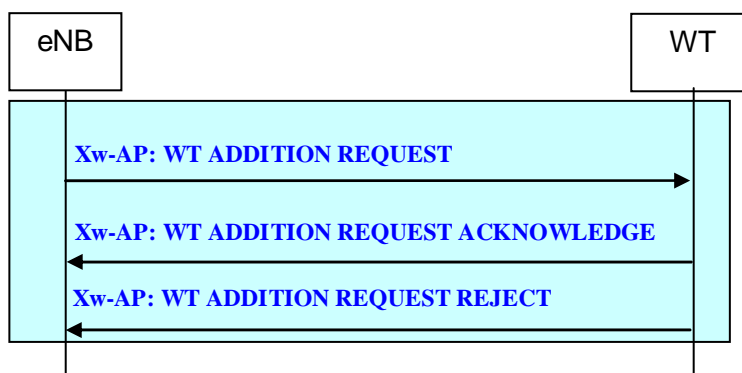 eNB
WT
Xw-AP: WT ADDITION REQUEST
Xw-AP: WT ADDITION REQUEST ACKNOWLEDGE
Xw-AP: WT ADDITION REQUEST REJECT